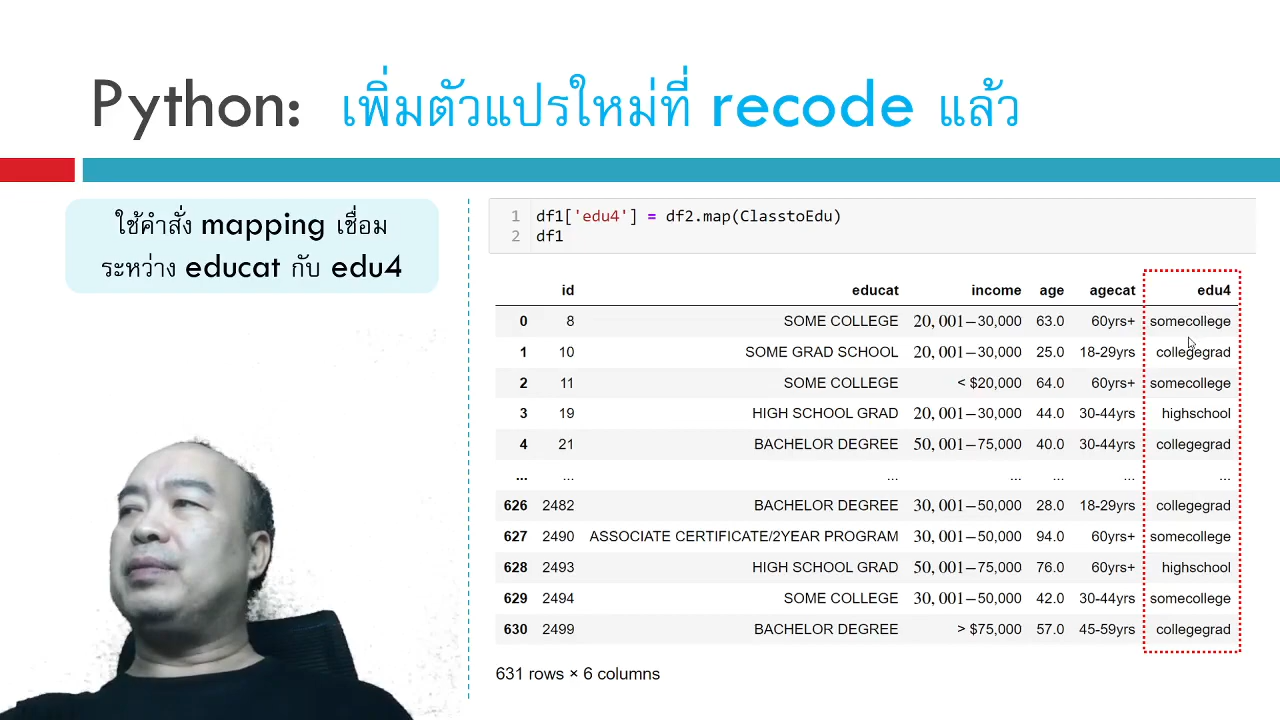 Python: เพิ่มตัวแปรใหม่ที่ recode แล้ว
ใช้คำสั่ง mapping เชื่อม
ระหว่าง educat กับ edu4
1 df1['edu4'] = df2.map(ClasstoEdu)
2 df1
id educat income age agecat edu4
0 8 SOME COLLEGE 20,001−30,000 63.0 60yrs+ somecollege
1 10 SOME GRAD SCHOOL 20,001−30,000 25.0 18-29yrs collegegrad
2 11 SOME COLLEGE < $20,000 64.0 60yrs+ somecollege
3 19 HIGH SCHOOL GRAD 20,001−30,000 44.0 30-44yrs highschool
4 21 BACHELOR DEGREE 50,001−75,000 40.0 30-44yrs collegegrad
... ... ... ... ... ... ...
626 2482 BACHELOR DEGREE 30,001−50,000 28.0 18-29yrs collegegrad
627 2490 ASSOCIATE CERTIFICATE/2YEAR PROGRAM 30,001−50,000 94.0 60yrs+ somecollege
628 2493 HIGH SCHOOL GRAD 50,001−75,000 76.0 60yrs+ highschool
629 2494 SOME COLLEGE 30,001−50,000 42.0 30-44yrs somecollege
630 2499 BACHELOR DEGREE > $75,000 57.0 45-59yrs collegegrad
631 rows × 6 columns